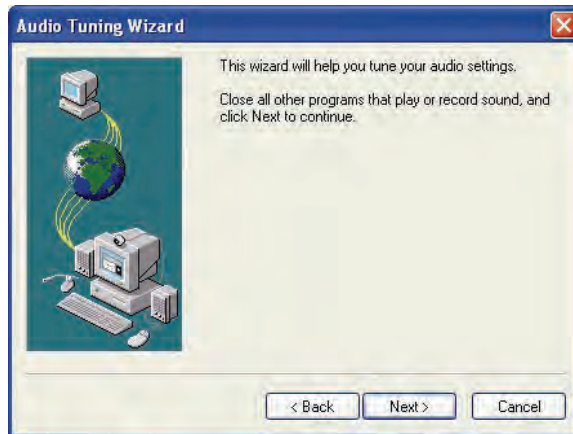 Audio Tuning Wizard
This wizard will help you tune your audio settings.
Close all other programs that play or record sound, and
click Next to continue.
< Back
Next >
Cancel